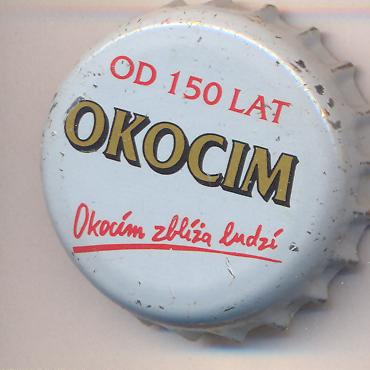 OD 150 LAT
OKOCIM
Okocim zbliża ludzi